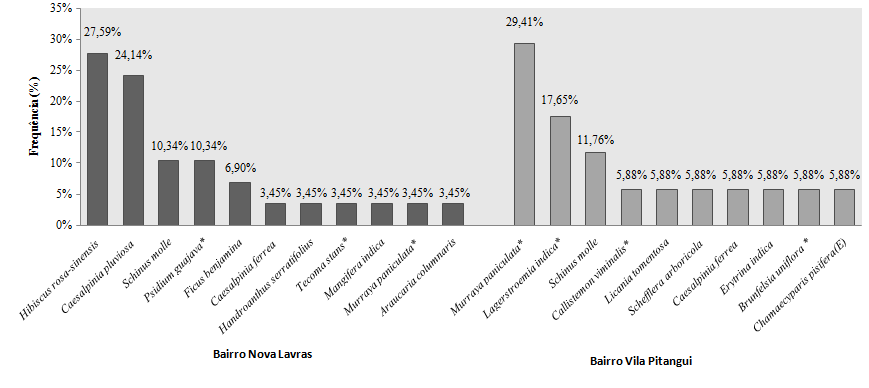 35%
30%
25%
20%
15%
10%
5%
0%
Frequência (%)
27,59%
24,14%
10,34%
10,34%
6,90%
3,45%
3,45%
3,45%
3,45%
3,45%
3,45%
29,41%
17,65%
11,76%
5,88%
5,88%
5,88%
5,88%
5,88%
5,88%
5,88%
Hibiscus rosa-sinensis
Caesalpinia pluviosa
Schinus molle
Psidium guajava*
Ficus benjamina
Caesalpinia ferrea
Handroanthus serratifolius
Tecoma stans*
Mangifera indica
Murraya paniculata*
Araucaria columnaris
Murraya paniculata*
Lagerstroemia indica*
Schinus molle
Callistemon viminalis*
Licania tomentosa
Schefflera arboricola
Caesalpinia ferrea
Erytrina indica
Brunfelsia uniflora *
Chamaecyparis pisifera(E)
Bairro Nova Lavras
Bairro Vila Pitangui